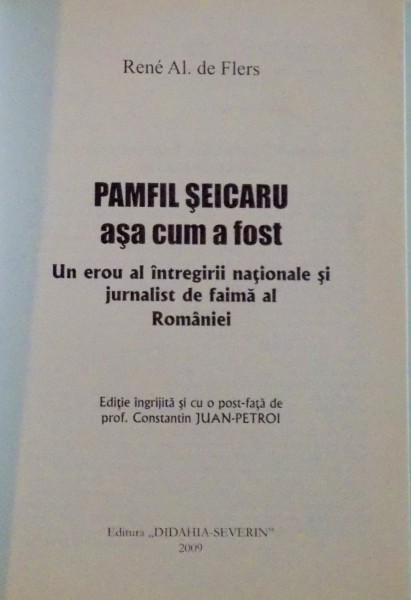 René Al. de Flers
PAMFIL ŞEICARU
aşa cum a fost
Un erou al întregirii naţionale şi
jurnalist de faimă al
României
Ediţie îngrijită şi cu o post-faţă de
prof. Constantin JUAN-PETROI
Editura „DIDAHIA-SEVERIN”
2009